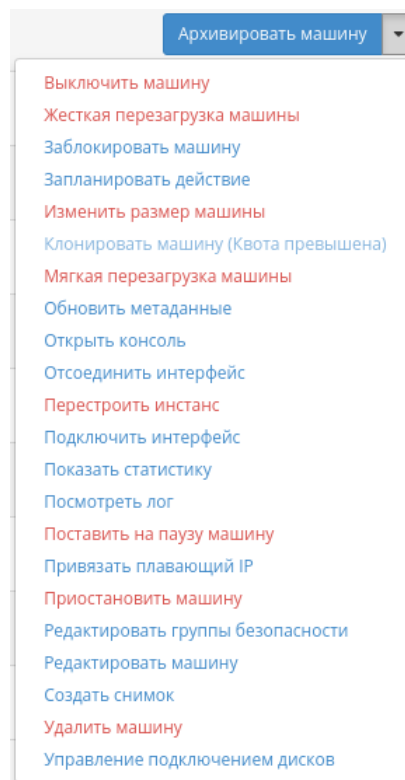 Архивировать машину
Выключить машину
Жесткая перезагрузка машины
Заблокировать машину
Запланировать действие
Изменить размер машины
Клонировать машину (Квота превышена)
Мягкая перезагрузка машины
Обновить метаданные
Открыть консоль
Отсоединить интерфейс
Перестроить инстанс
Подключить интерфейс
Показать статистику
Посмотреть лог
Поставить на паузу машину
Привязать плавающий IP
Приостановить машину
Редактировать группы безопасности
Редактировать машину
Создать снимок
Удалить машину
Управление подключением дисков